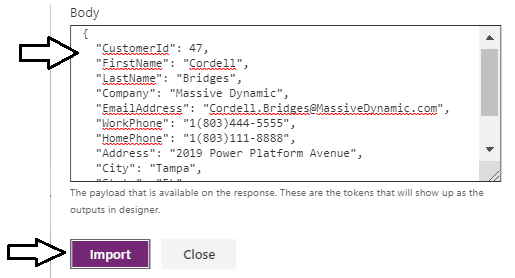 Body
{
"CustomerId": 47,
"FirstName": "Cordell",
"LastName": "Bridges",
"Company": "Massive Dynamic",
"EmailAddress": "Cordell.Bridges@MassiveDynamic.com",
"WorkPhone": "1(803)444-5555",
"HomePhone": "1(803)111-8888",
"Address": "2019 Power Platform Avenue",
"City": "Tampa",
The payload that is available on the response. These are the tokens that will show up as the
outputs in designer.
Import Close